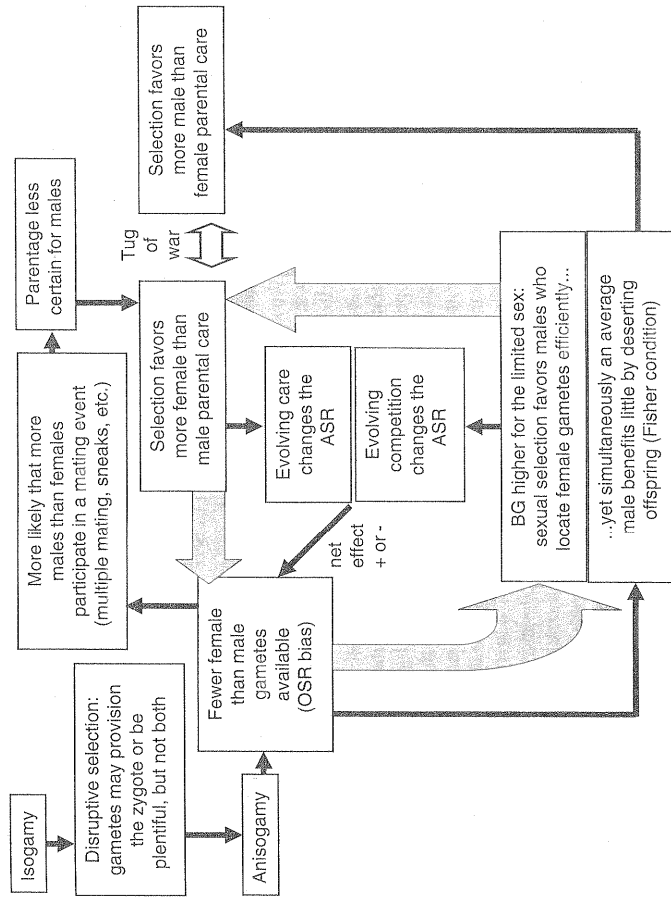 Isogamy
Disruptive selection:
gametes may provision
the zygote or be
plentiful, but not both
Anisogamy
More likely that more
males than females
participate in a mating event
(multiple mating, sneaks, etc.)
Parentage less
certain for males
Fewer female
than male
gametes
available
(OSR bias)
Selection favors
more female than
male parental care
Tug
of
war
Selection favors
more male than
female parental care
net
effect
+ or -
Evolving care
changes the
ASR
Evolving
competition
changes the
ASR
BG higher for the limited sex:
sexual selection favors males who
locate female gametes efficiently...
...yet simultaneously an average
male benefits little by deserting
offspring (Fisher condition)